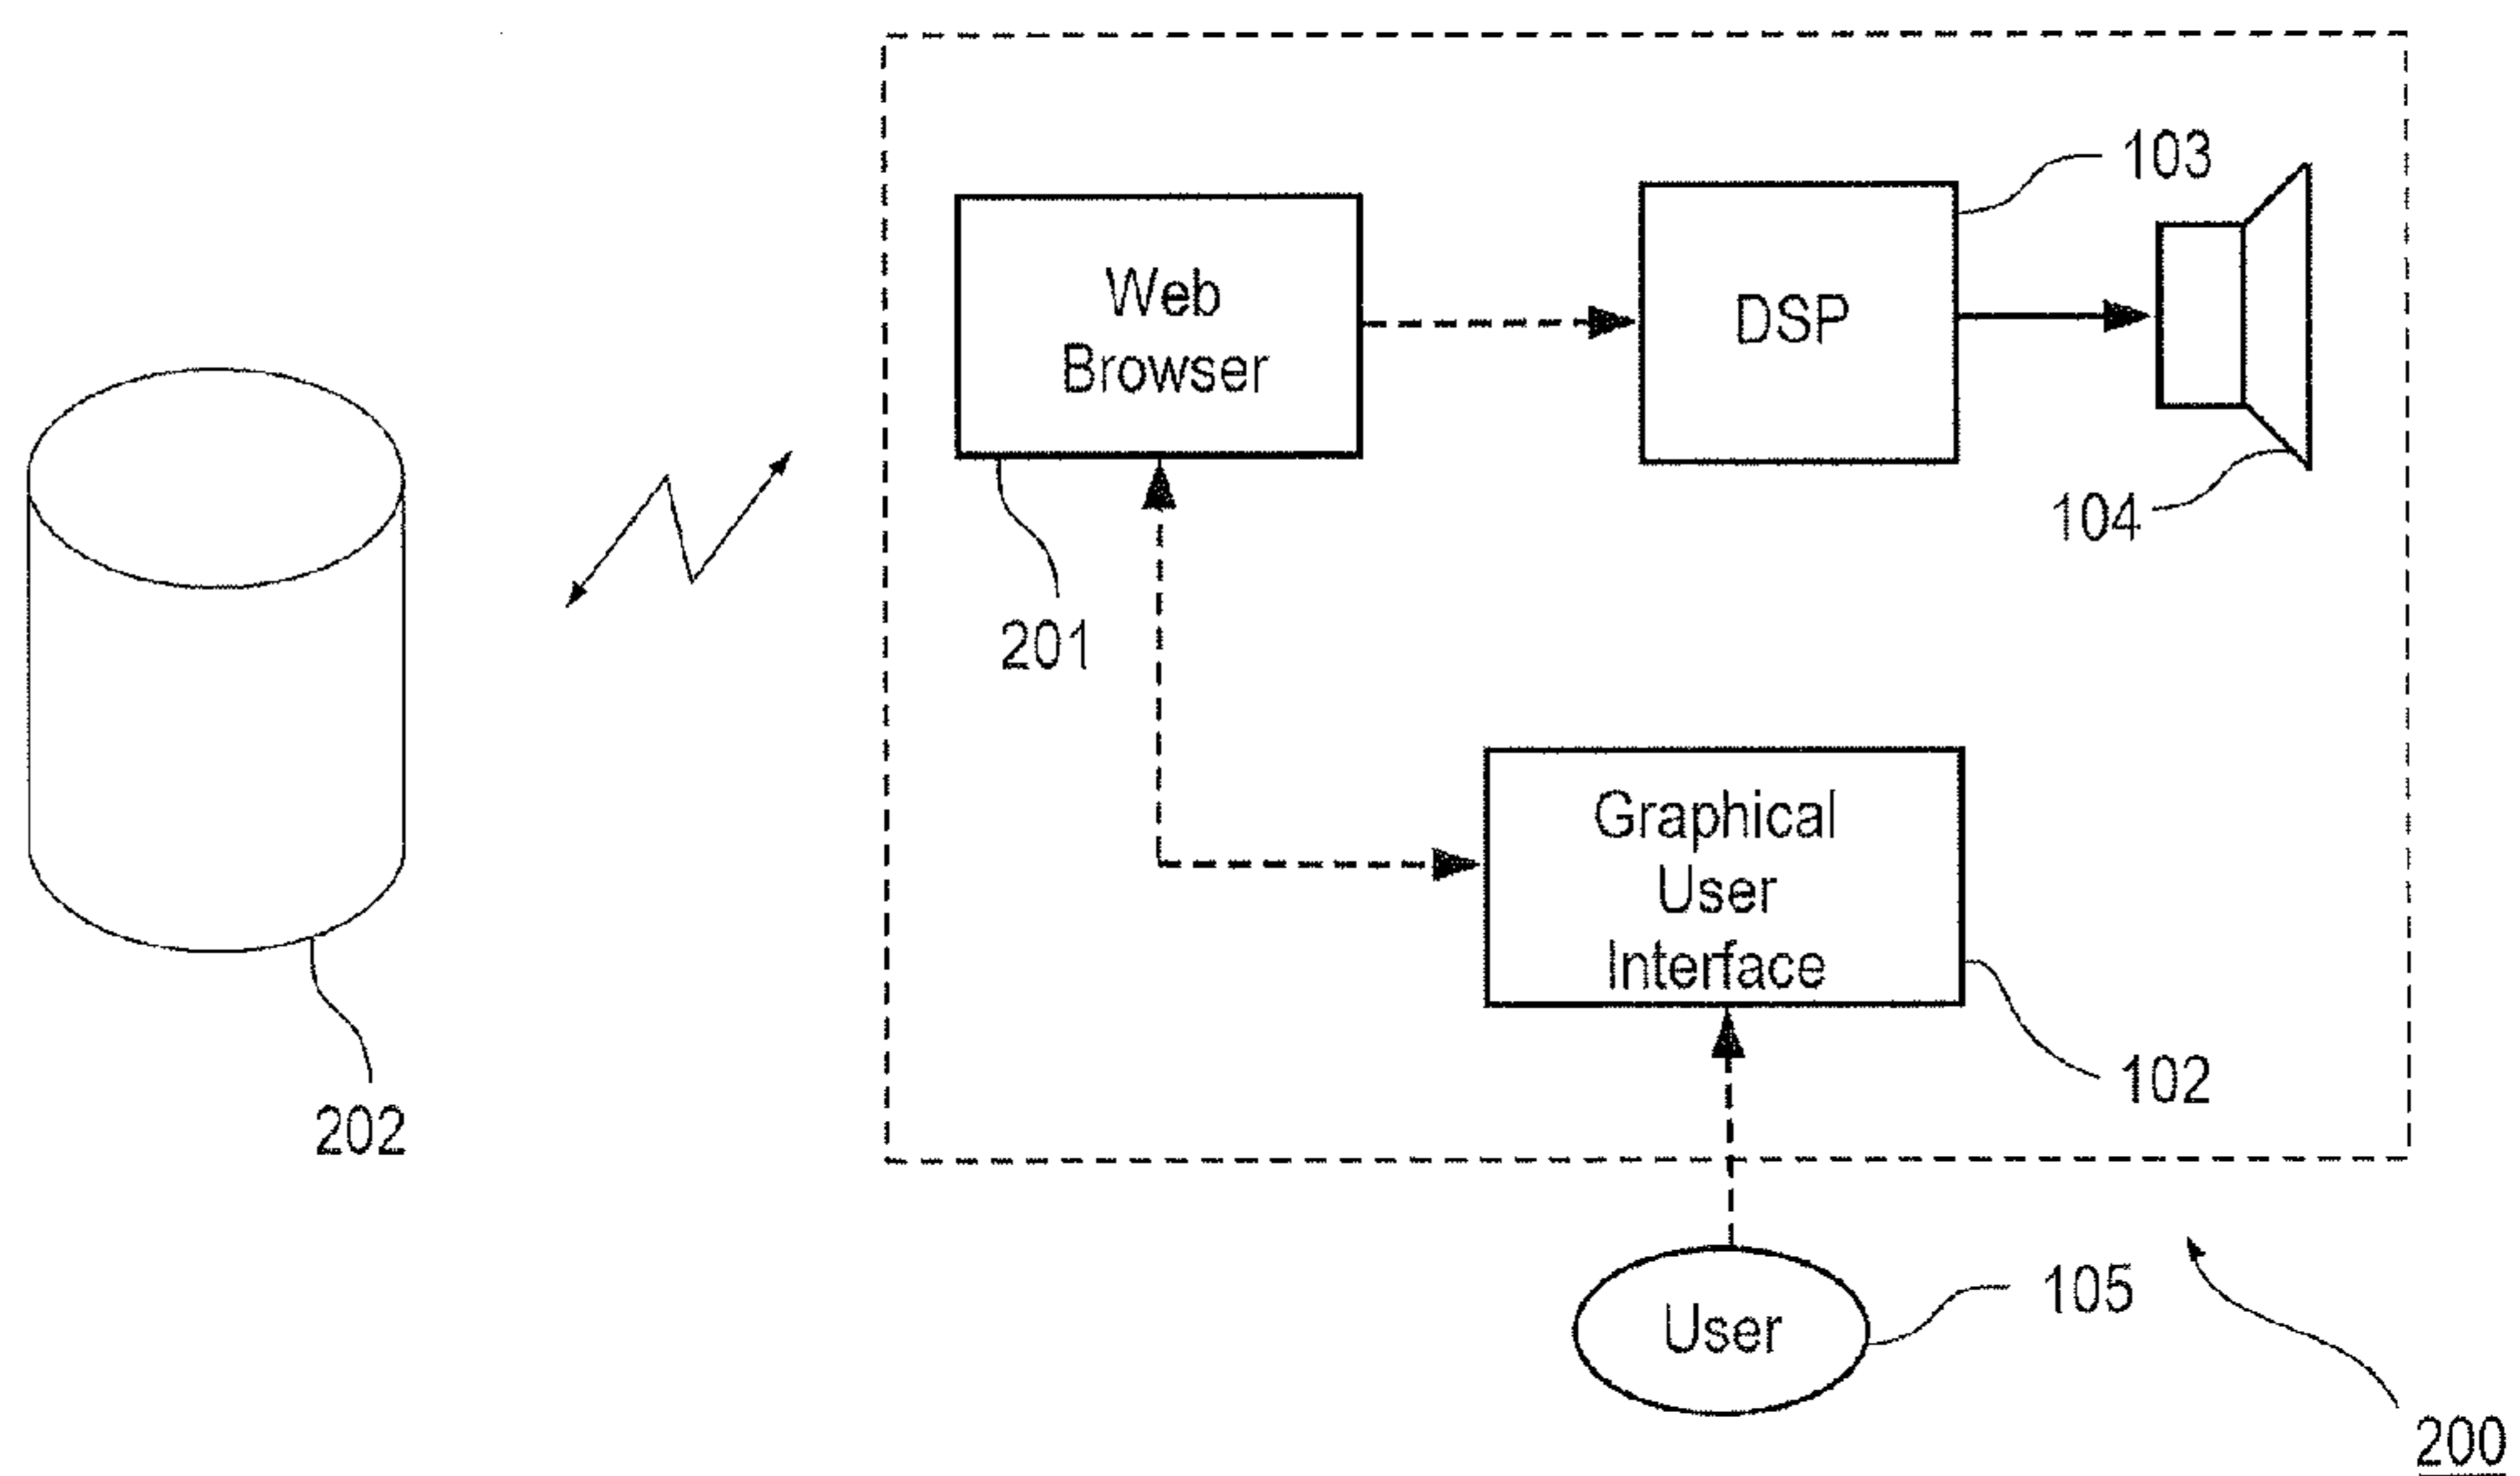 103
Web
Browser
DSP
104
201
Graphical
User
Interface
102
202
105
User
200